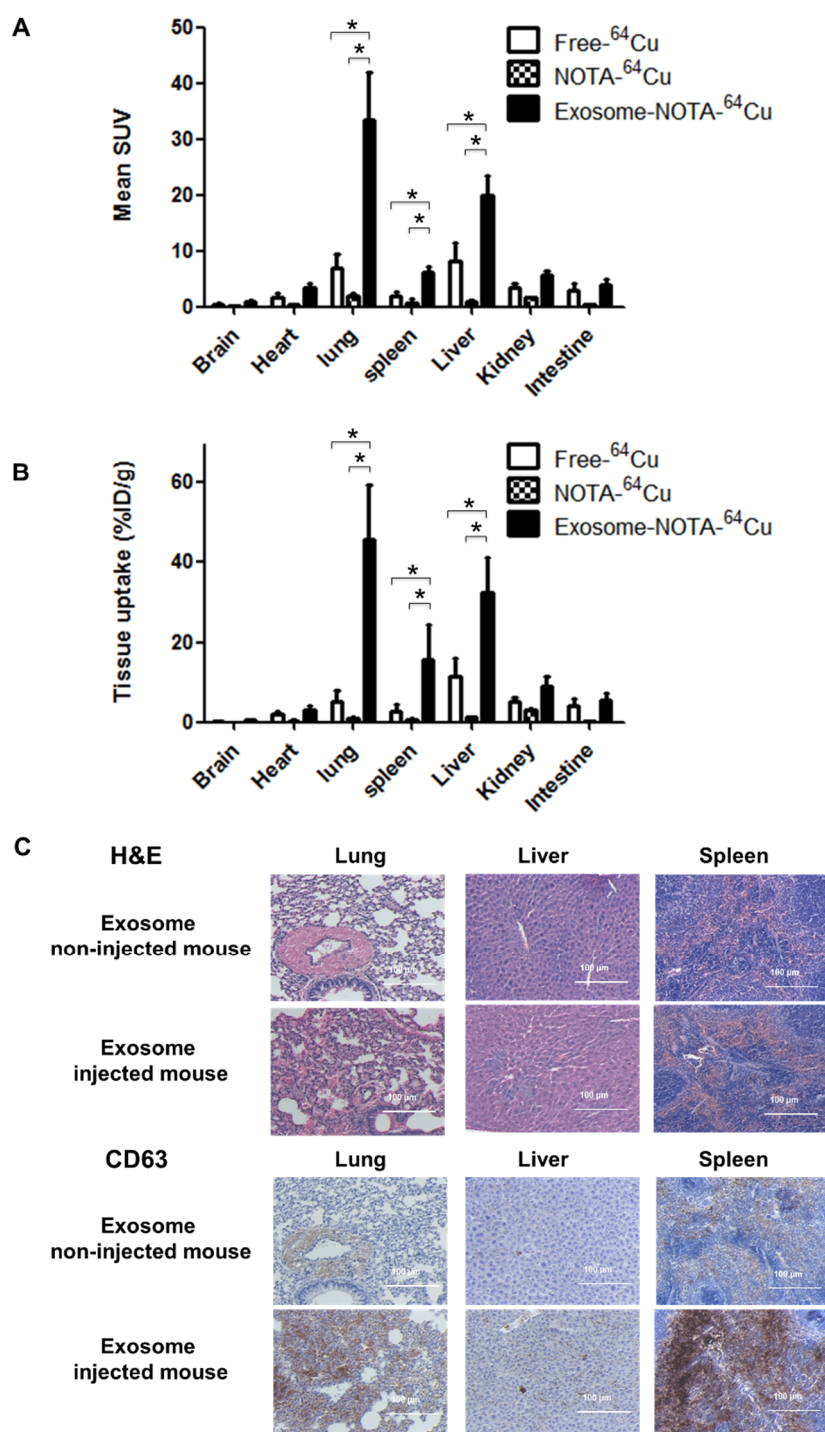 A
50
40
30
20
10
0
Mean SUV
Free-⁶⁴Cu
NOTA-⁶⁴Cu
Exosome-NOTA-⁶⁴Cu
* * * * * *
Brain Heart lung spleen Liver Kidney Intestine
B
60
40
20
0
Tissue uptake (%ID/g)
Free-⁶⁴Cu
NOTA-⁶⁴Cu
Exosome-NOTA-⁶⁴Cu
* * * * * *
Brain Heart lung spleen Liver Kidney Intestine
C
H&E Lung Liver Spleen
Exosome
non-injected mouse
100 µm 100 µm 100 µm
Exosome
injected mouse
100 µm 100 µm 100 µm
CD63 Lung Liver Spleen
Exosome
non-injected mouse
100 µm 100 µm 100 µm
Exosome
injected mouse
100 µm 100 µm 100 µm